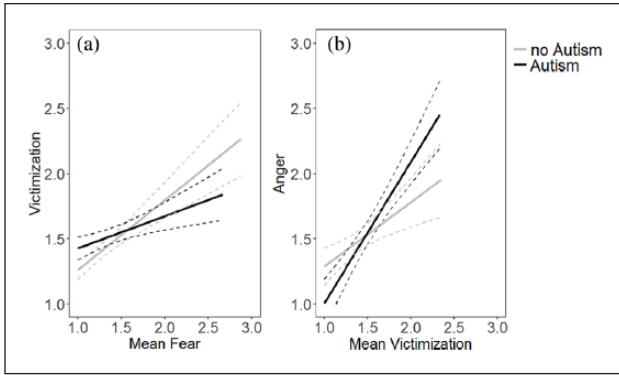 (a)
(b)
no Autism
Autism
3.0
2.5
2.0
1.5
1.0
Victimization
1.0 1.5 2.0 2.5 3.0
Mean Fear
3.0
2.5
2.0
1.5
1.0
Anger
1.0 1.5 2.0 2.5 3.0
Mean Victimization